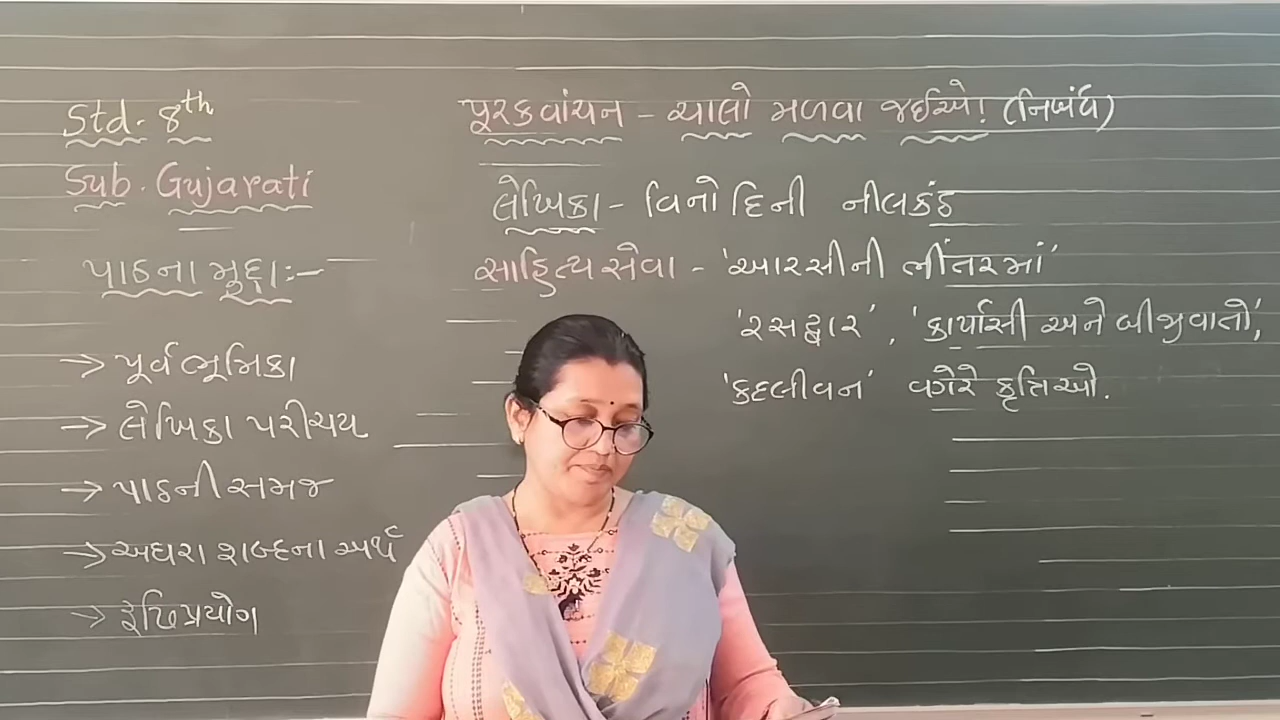 Std. 8th
Sub. Gujarati
પાઠના મૂદ્દા:-
→ પૂર્વભૂમિકા
→ લેખિકા પરીચય
→ પાઠની સમજ
→ અઘરા શબ્દના અર્થ
→ રૂઢિપ્રયોગ
પૂરકવાંચન - ચાલો મળવા જઈએ! (નિબંધ)
લેખિકા - વિનોદિની નીલકંઠ
સાહિત્યસેવા - 'આરસીની ભીંતરમાં'
'રસદ્વાર', 'કાર્પાસી અને બીજીવાતો',
'કદલીવન' વગેરે કૃતિઓ.